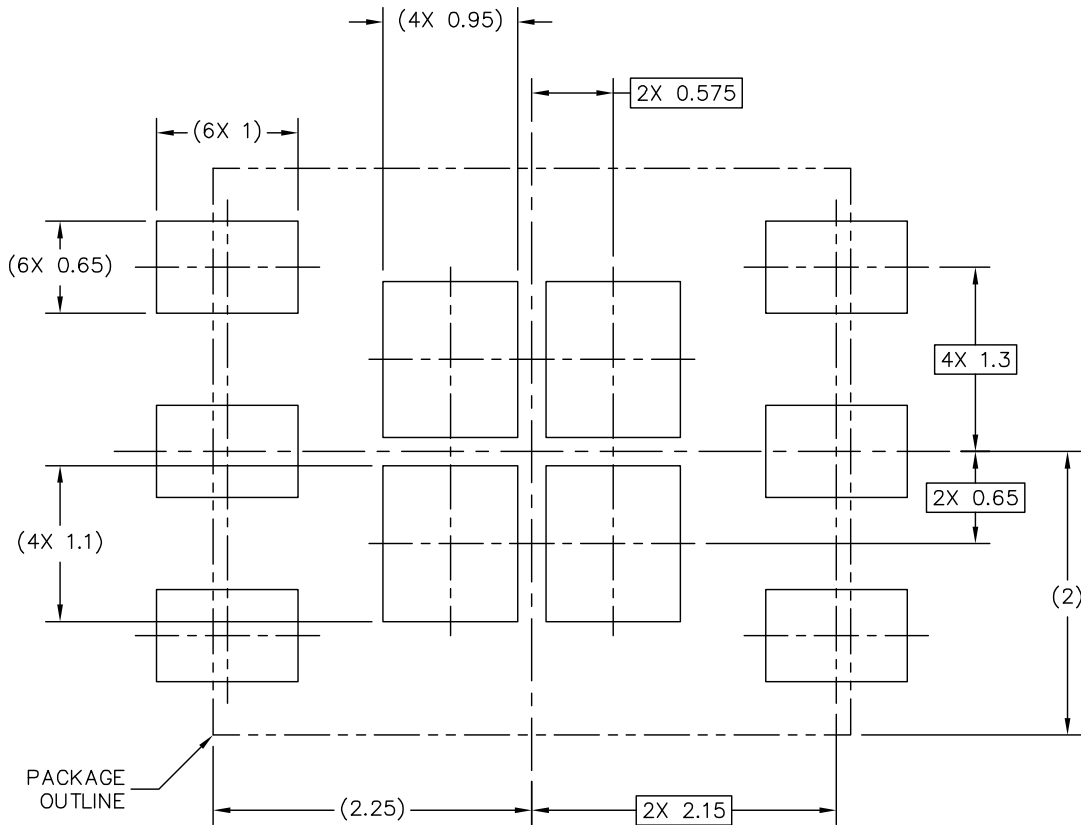 (4X 0.95)
2X 0.575
(6X 1)
(6X 0.65)
4X 1.3
2X 0.65
(4X 1.1)
(2)
PACKAGE
OUTLINE
(2.25)
2X 2.15